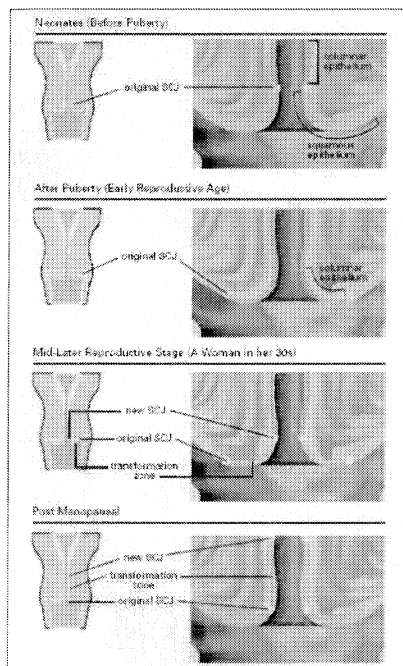 Neonates (Before Puberty)
columnar
epithelium
original SCJ
squamous
epithelium
After Puberty (Early Reproductive Age)
original SCJ
columnar
epithelium
Mid-Later Reproductive Stage (A Woman in her 30s)
new SCJ
original SCJ
transformation
zone
Post Menopausal
new SCJ
transformation
zone
original SCJ